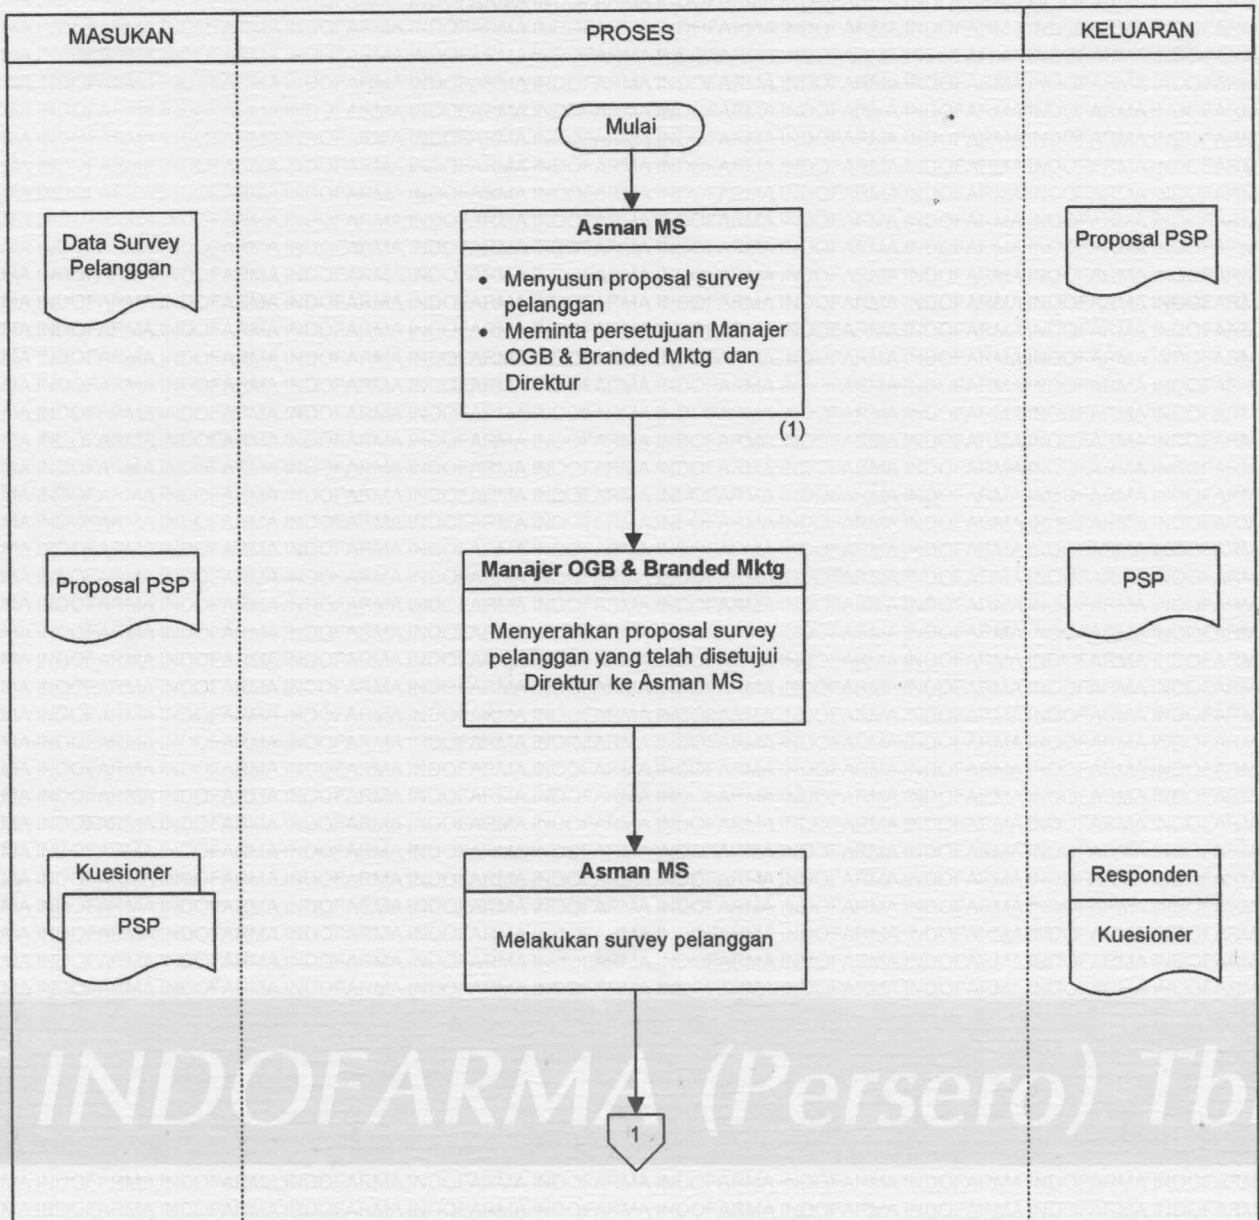 MASUKAN
PROSES
KELUARAN
Mulai
Data Survey
Pelanggan
Asman MS
• Menyusun proposal survey
pelanggan
• Meminta persetujuan Manajer
OGB & Branded Mktg dan
Direktur
(1)
Proposal PSP
Proposal PSP
Manajer OGB & Branded Mktg
Menyerahkan proposal survey
pelanggan yang telah disetujui
Direktur ke Asman MS
PSP
Kuesioner
PSP
Asman MS
Melakukan survey pelanggan
Responden
Kuesioner
INDOFARMA (Persero) Tb
1